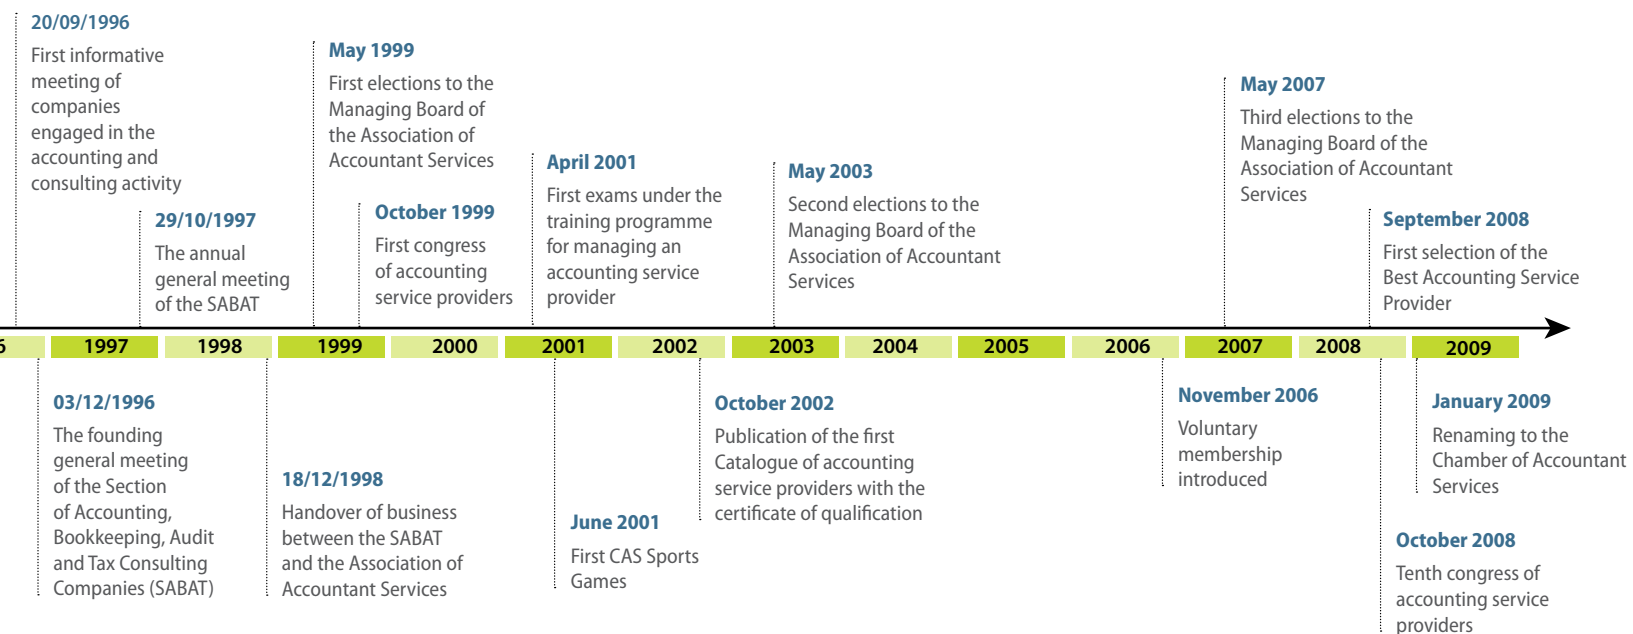 20/09/1996
First informative
meeting of
companies
engaged in the
accounting and
consulting activity
29/10/1997
The annual
general meeting
of the SABAT
May 1999
First elections to the
Managing Board of
the Association of
Accountant Services
October 1999
First congress
of accounting
service providers
April 2001
First exams under the
training programme
for managing an
accounting service
provider
May 2003
Second elections to the
Managing Board of the
Association of Accountant
Services
May 2007
Third elections to the
Managing Board of the
Association of Accountant
Services
September 2008
First selection of the
Best Accounting Service
Provider
6 1997 1998 1999 2000 2001 2002 2003 2004 2005 2006 2007 2008 2009
03/12/1996
The founding
general meeting
of the Section
of Accounting,
Bookkeeping, Audit
and Tax Consulting
Companies (SABAT)
18/12/1998
Handover of business
between the SABAT
and the Association of
Accountant Services
June 2001
First CAS Sports
Games
October 2002
Publication of the first
Catalogue of accounting
service providers with the
certificate of qualification
November 2006
Voluntary
membership
introduced
January 2009
Renaming to the
Chamber of Accountant
Services
October 2008
Tenth congress of
accounting service
providers